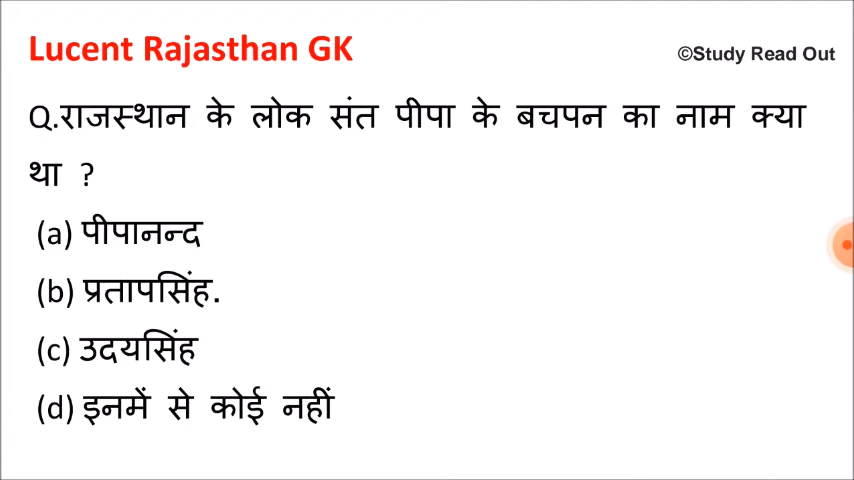 Lucent Rajasthan GK
©Study Read Out
Q.राजस्थान के लोक संत पीपा के बचपन का नाम क्या
था ?
(a) पीपानन्द
(b) प्रतापसिंह.
(c) उदयसिंह
(d) इनमें से कोई नहीं